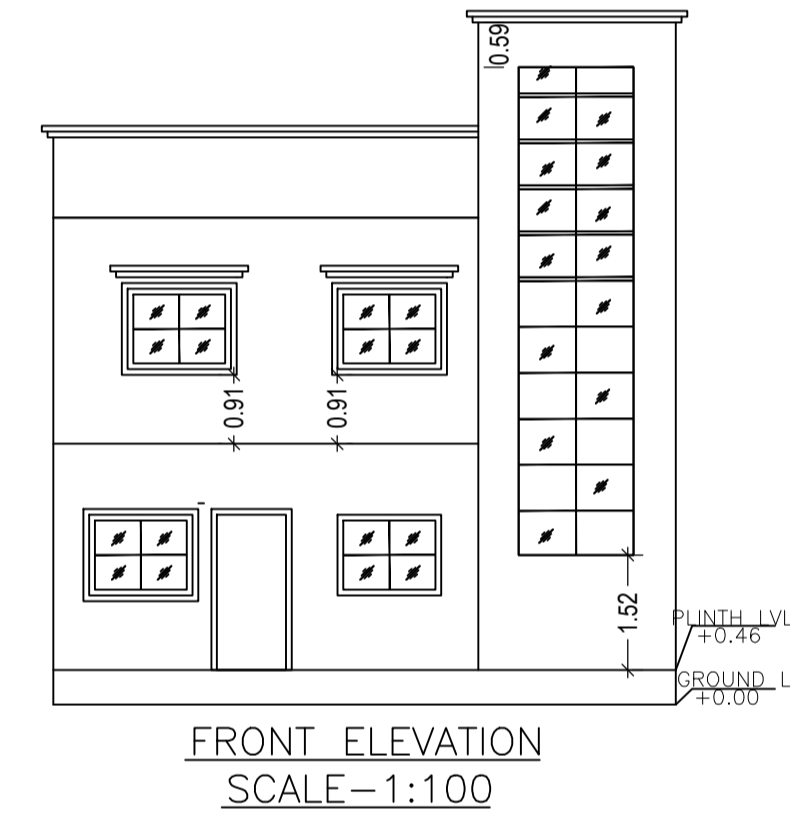 0.59
0.91
0.91
1.52
PLINTH LVL
+0.46
GROUND L
+0.00
FRONT ELEVATION
SCALE-1:100